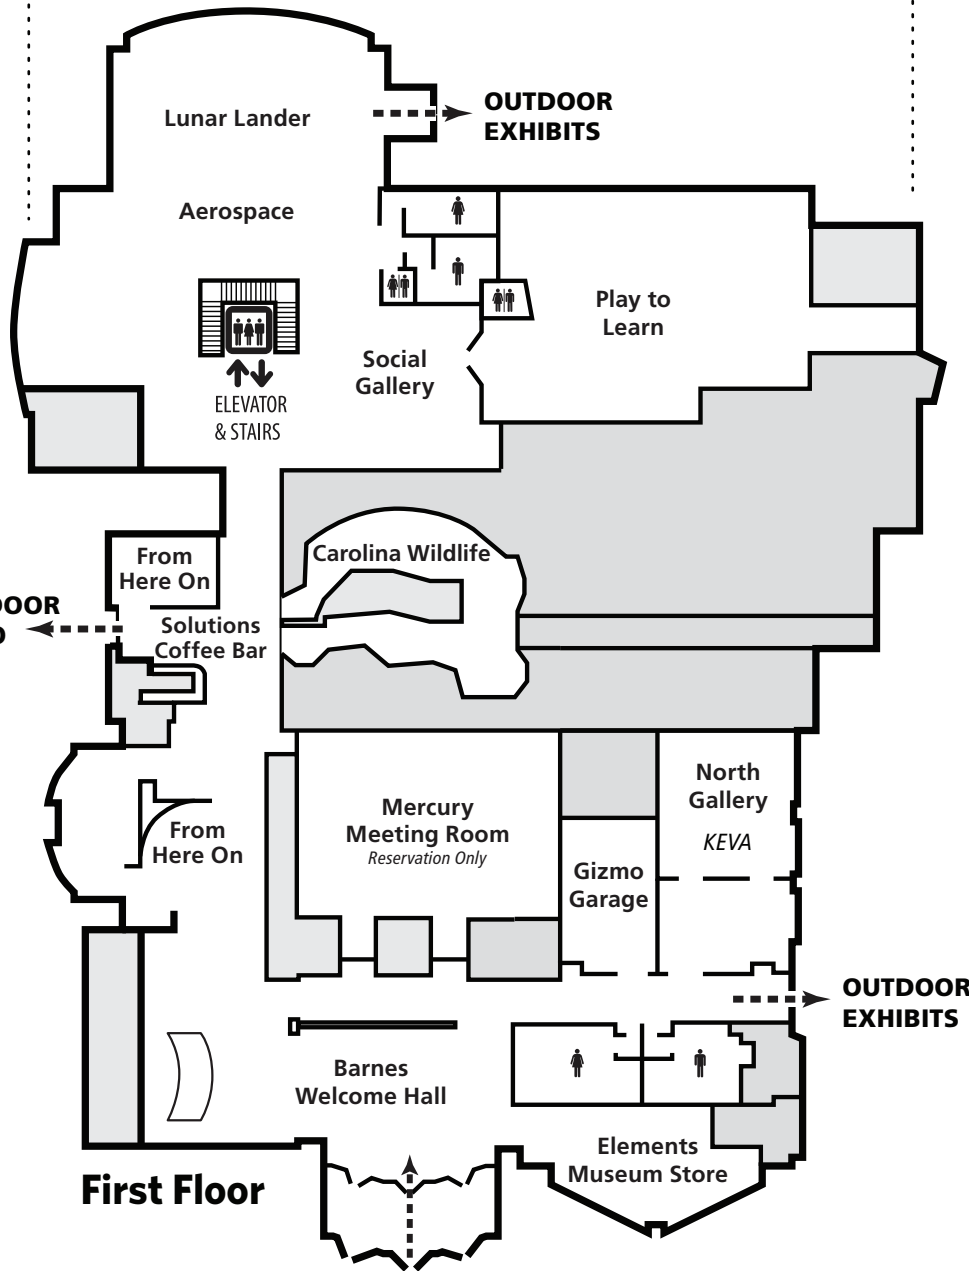 OUTDOOR
EXHIBITS
Lunar Lander
Aerospace
Play to
Learn
Social
Gallery
ELEVATOR
& STAIRS
From
Here On
Carolina Wildlife
Solutions
Coffee Bar
North
Gallery
KEVA
Mercury
Meeting Room
Reservation Only
From
Here On
Gizmo
Garage
OUTDOOR
EXHIBITS
Barnes
Welcome Hall
Elements
Museum Store
First Floor